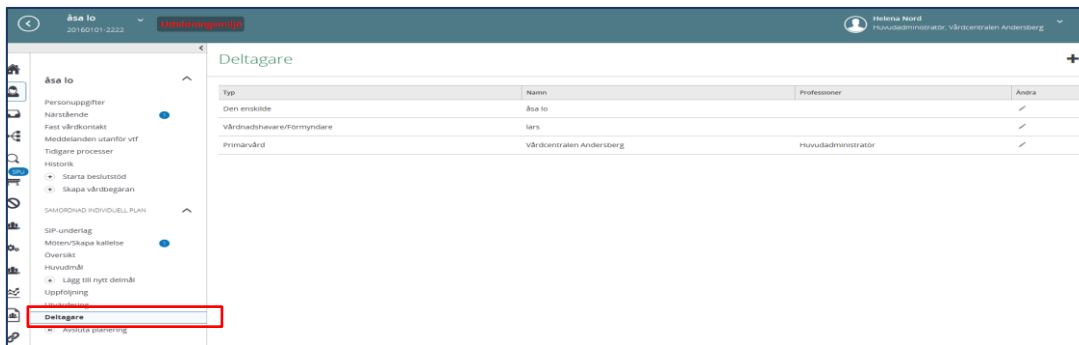 åsa lo
20160101-2222
Utbildningsmiljö
Helena Nord
Huvudadministratör, Vårdcentralen Andersberg
åsa lo
Personuppgifter
Närstående
Fast vårdkontakt
Meddelanden utanför vtf
Tidigare processer
Historik
Starta beslutstöd
Skapa vårdbegäran
SAMORDNAD INDIVIDUELL PLAN
SIP-underlag
Möten/Skapa kallelse
Översikt
Huvudmål
Lägg till nytt delmål
Uppföljning
Utvärdering
Deltagare
Avsluta planering
SPU
Deltagare
Typ Namn Professioner Ändra
Den enskilde åsa lo
Vårdnadshavare/Förmyndare lars
Primärvård Vårdcentralen Andersberg Huvudadministratör